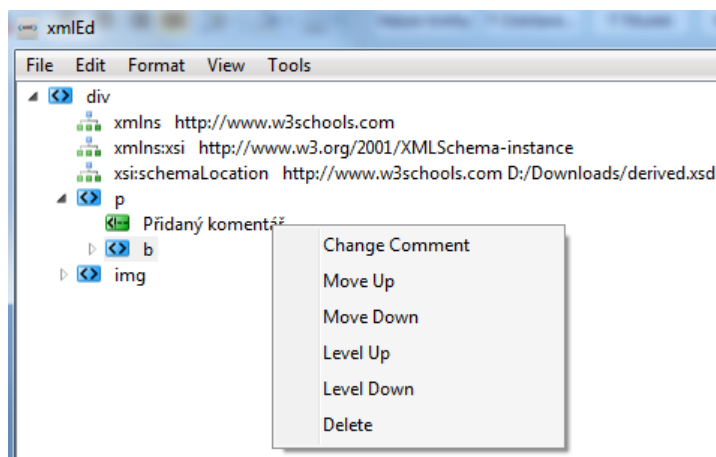 xmlEd
File Edit Format View Tools
div
xmlns http://www.w3schools.com
xmlns:xsi http://www.w3.org/2001/XMLSchema-instance
xsi:schemaLocation http://www.w3schools.com D:/Downloads/derived.xsd
p
Přidaný komentář
b
img
Change Comment
Move Up
Move Down
Level Up
Level Down
Delete